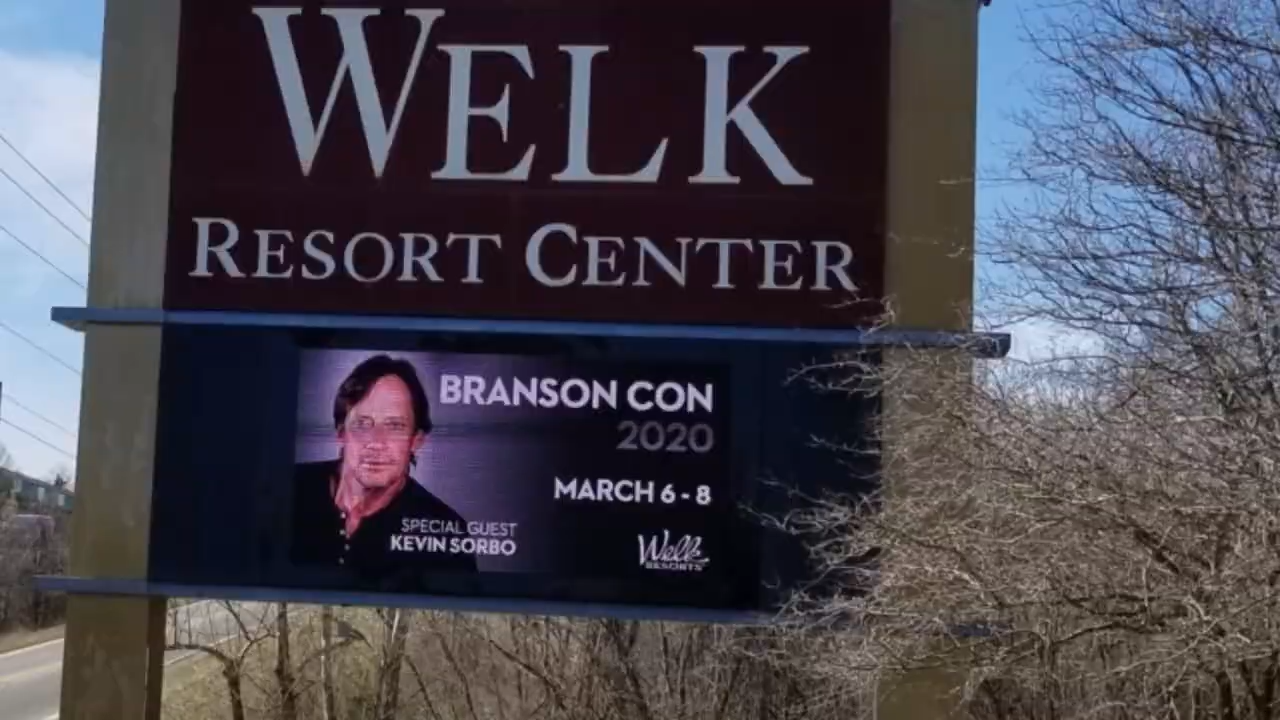 WELK
RESORT CENTER
BRANSON CON
2020
MARCH 6 - 8
SPECIAL GUEST
KEVIN SORBO
Welk
RESORTS